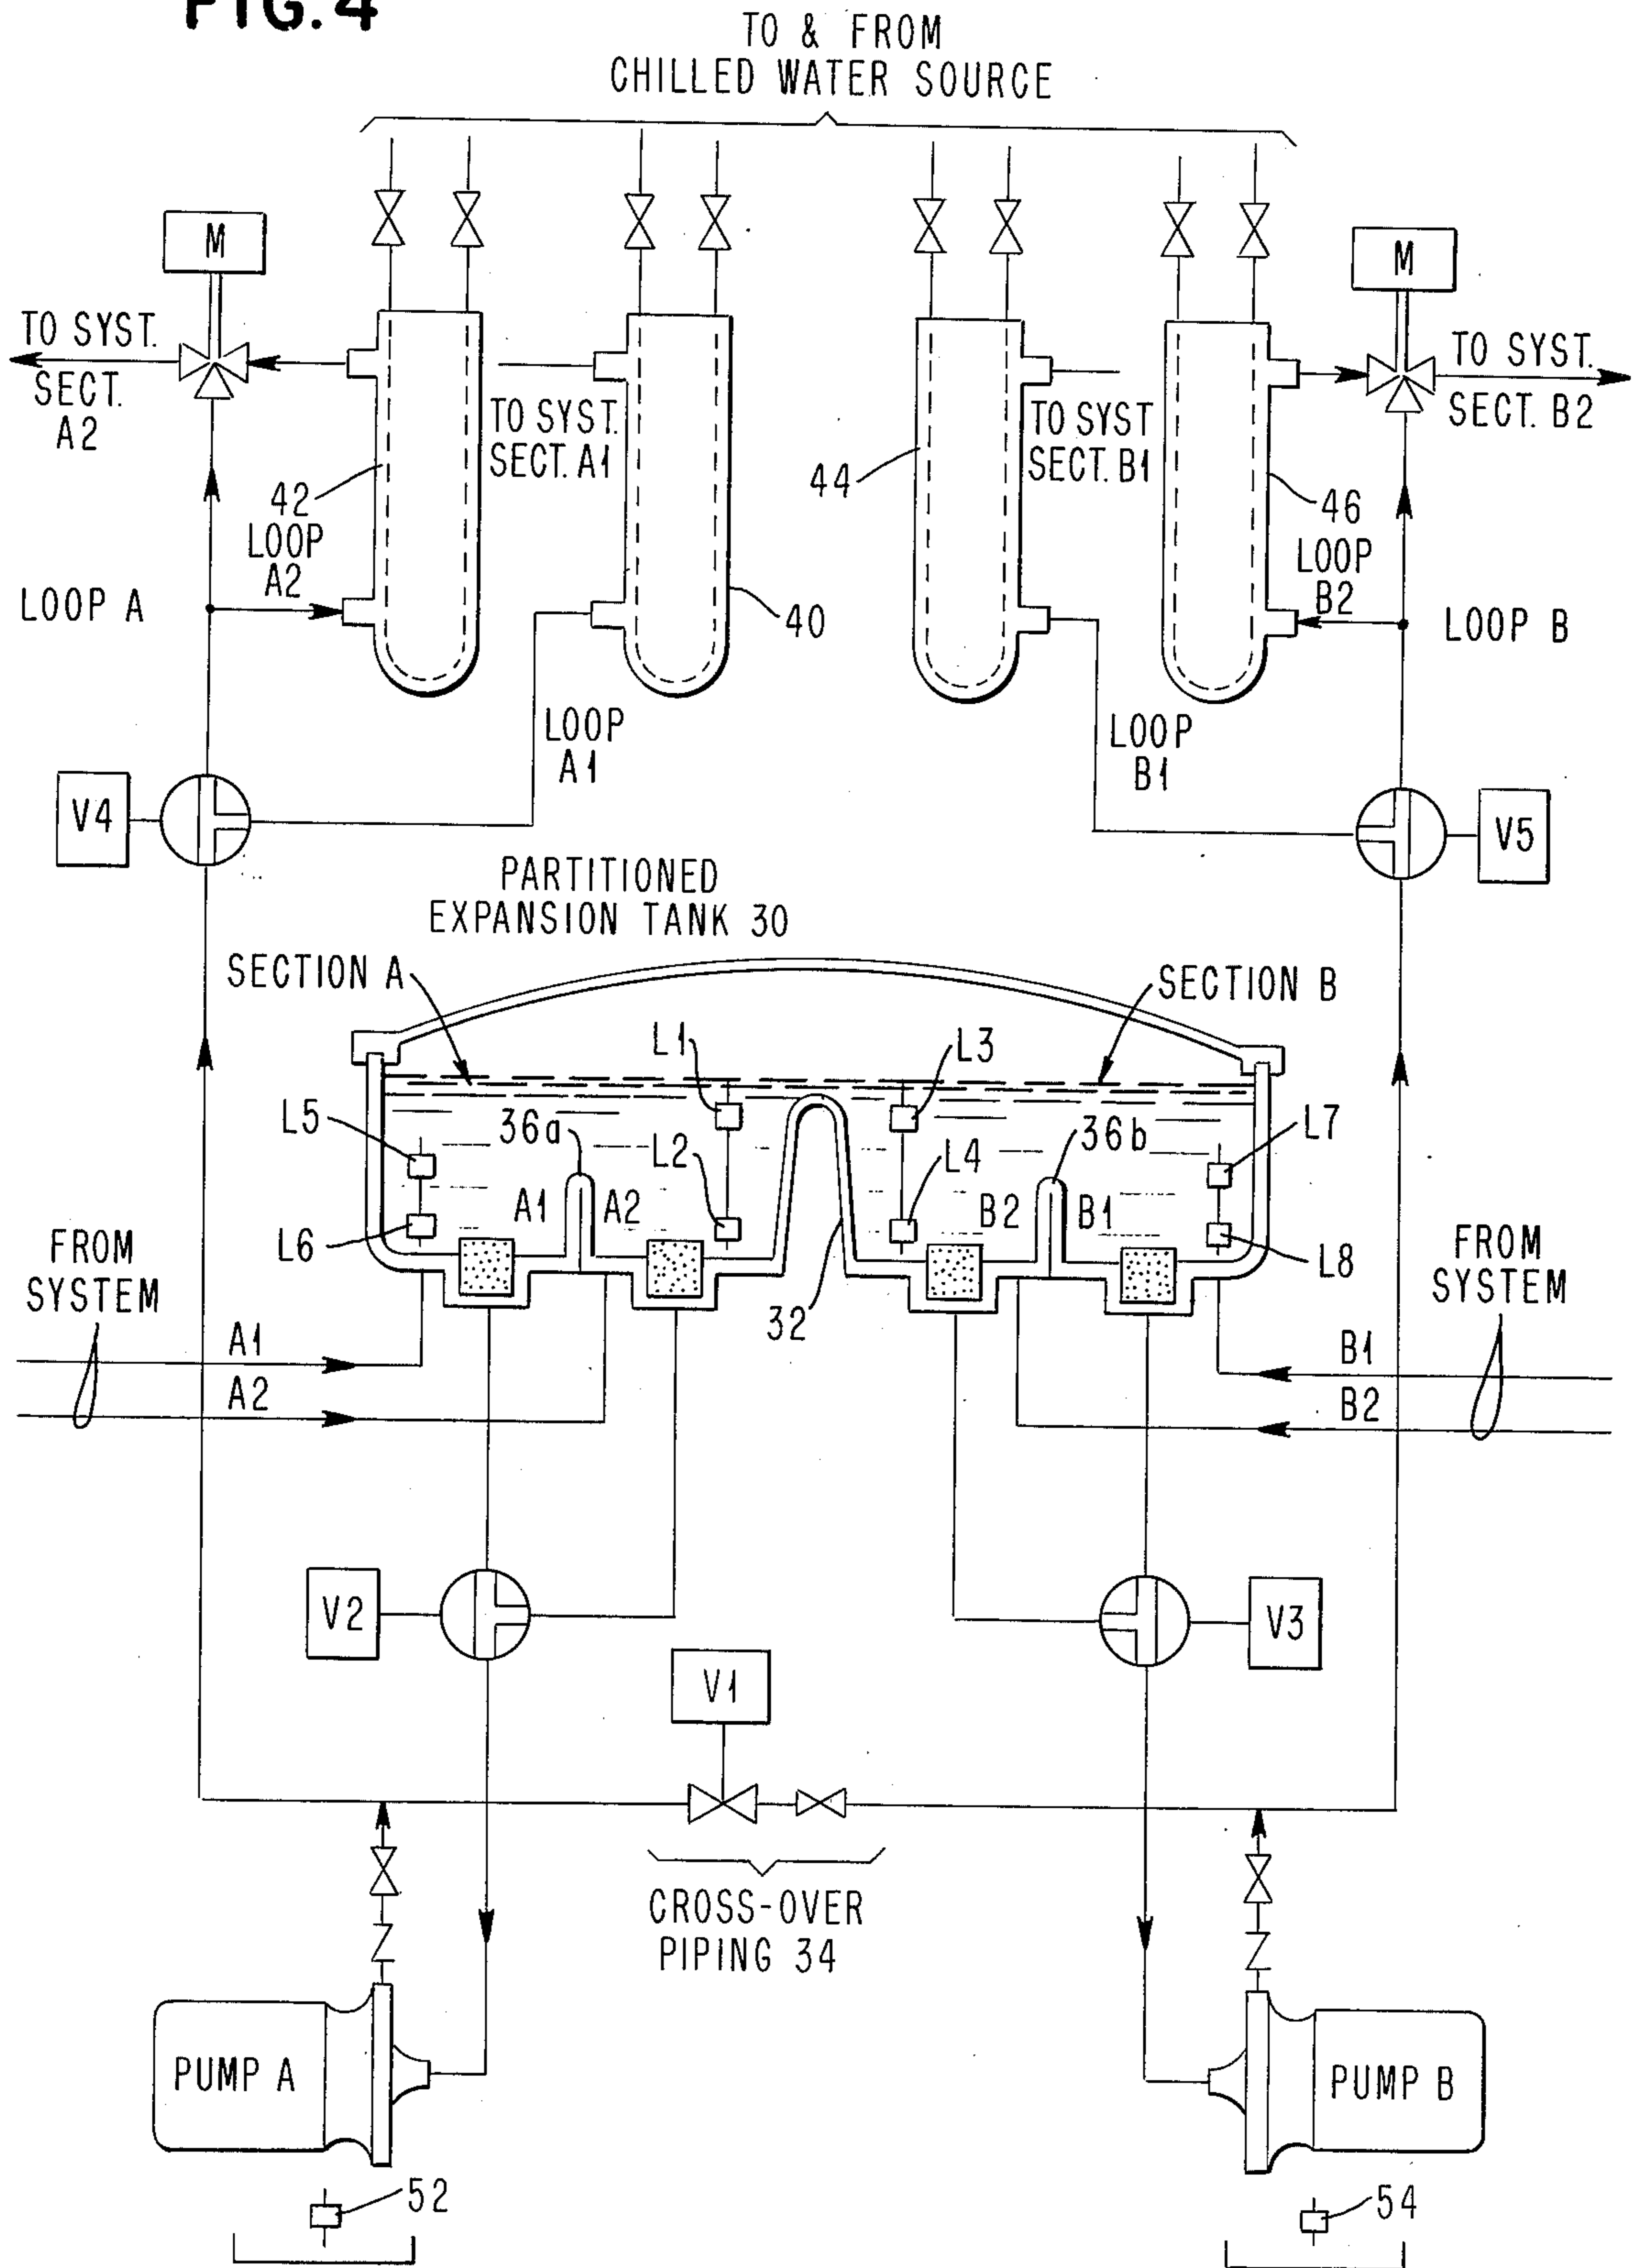 FIG. 4
TO & FROM
CHILLED WATER SOURCE
M
M
TO SYST.
SECT.
A2
TO SYST.
SECT. A1
TO SYST
SECT. B1
TO SYST.
SECT. B2
42
44
46
LOOP
A2
LOOP
B2
LOOP A
40
LOOP B
LOOP
A1
LOOP
B1
V4
V5
PARTITIONED
EXPANSION TANK 30
SECTION A
SECTION B
L1
L3
L5
36a
L2
L4
36b
L7
A1
A2
B2
B1
L6
L8
FROM
SYSTEM
FROM
SYSTEM
32
A1
A2
B1
B2
V2
V3
V1
CROSS-OVER
PIPING 34
PUMP A
PUMP B
52
54